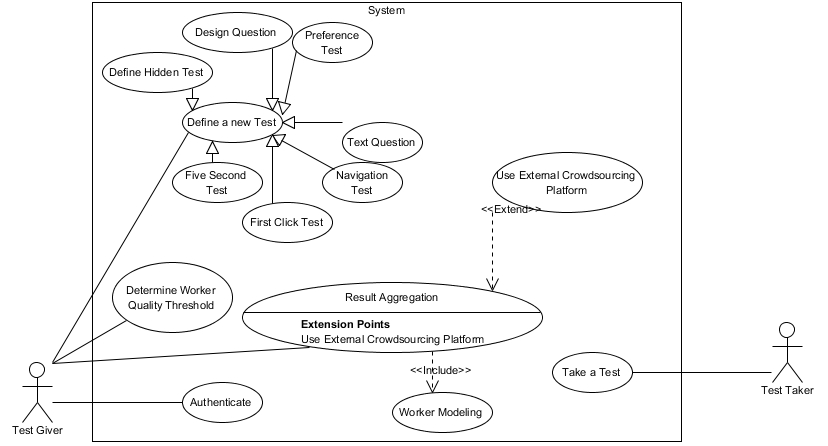 System
Design Question
Preference
Test
Define Hidden Test
Define a new Test
Text Question
Five Second
Test
Navigation
Test
Use External Crowdsourcing
Platform
<<Extend>>
First Click Test
Determine Worker
Quality Threshold
Result Aggregation
Extension Points
Use External Crowdsourcing Platform
<<Include>>
Take a Test
Test Taker
Authenticate
Worker Modeling
Test Giver